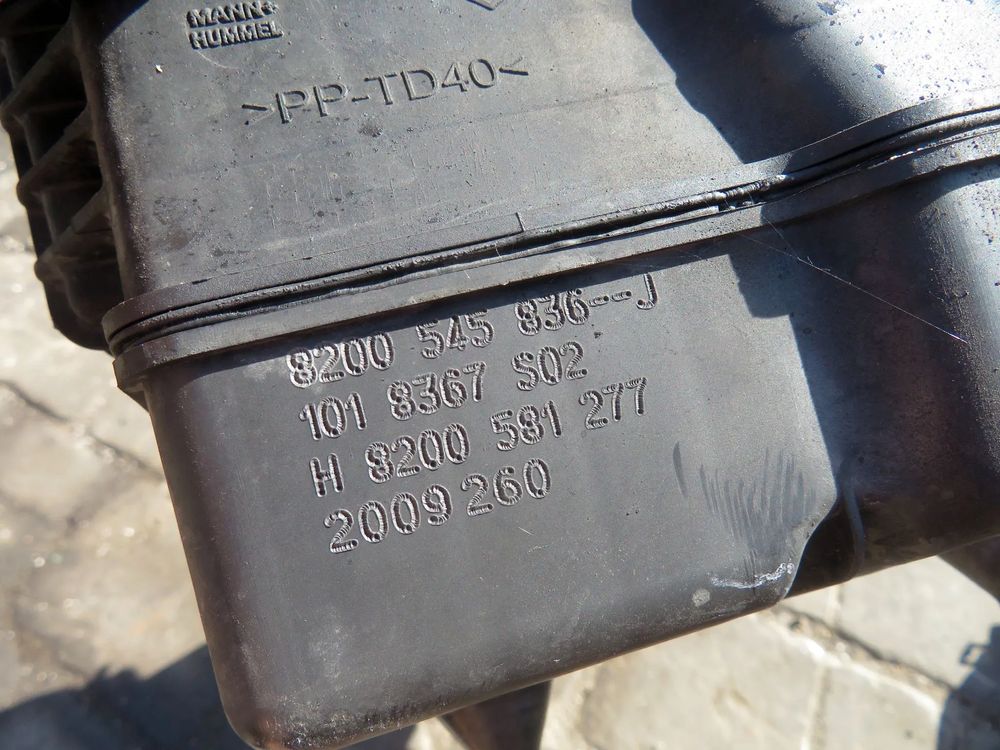 MANN+
HUMMEL
>PP-TD40<
8200 545 836--J
101 8367 S02
H 8200 581 277
2009 260